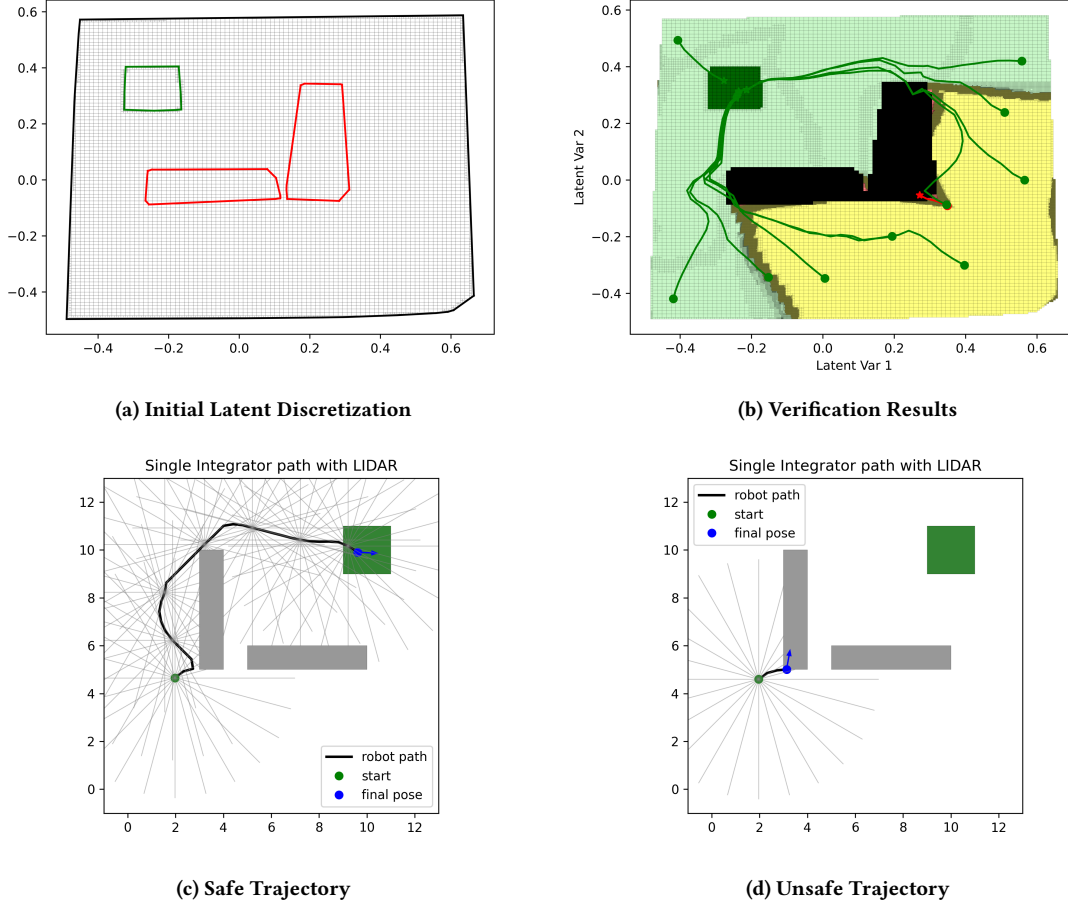 0.6
0.4
0.2
0.0
−0.2
−0.4
−0.4 −0.2 0.0 0.2 0.4 0.6
(a) Initial Latent Discretization
Latent Var 2
0.6
0.4
0.2
0.0
−0.2
−0.4
−0.4 −0.2 0.0 0.2 0.4 0.6
Latent Var 1
(b) Verification Results
Single Integrator path with LIDAR
12
10
8
6
4
2
0
robot path
start
final pose
0 2 4 6 8 10 12
(c) Safe Trajectory
Single Integrator path with LIDAR
robot path
start
final pose
12
10
8
6
4
2
0
0 2 4 6 8 10 12
(d) Unsafe Trajectory